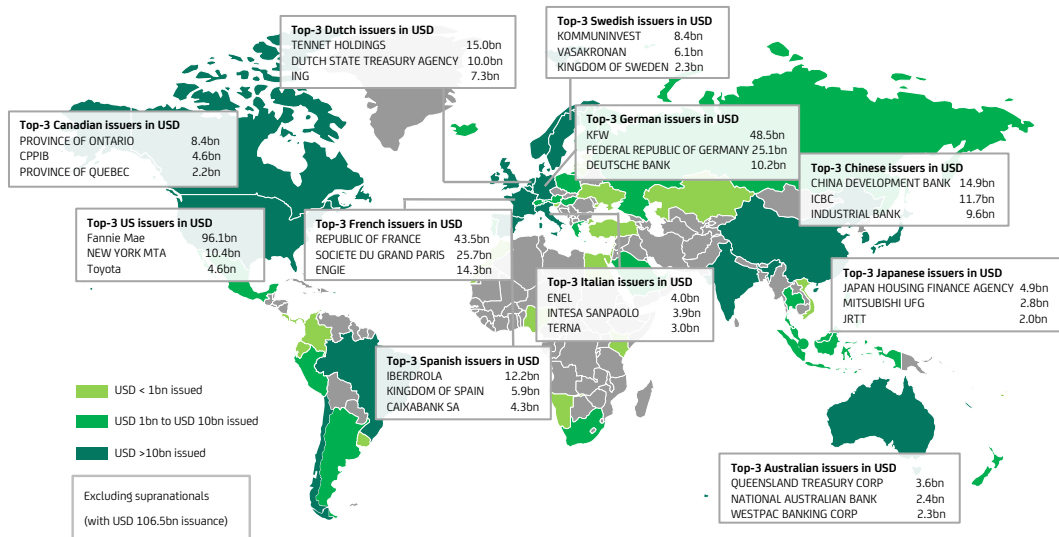 Top-3 Dutch issuers in USD
TENNET HOLDINGS 15.0bn
DUTCH STATE TREASURY AGENCY 10.0bn
ING 7.3bn
Top-3 Swedish issuers in USD
KOMMUNINVEST 8.4bn
VASAKRONAN 6.1bn
KINGDOM OF SWEDEN 2.3bn
Top-3 Canadian issuers in USD
PROVINCE OF ONTARIO 8.4bn
CPPIB 4.6bn
PROVINCE OF QUEBEC 2.2bn
Top-3 German issuers in USD
KFW 48.5bn
FEDERAL REPUBLIC OF GERMANY 25.1bn
DEUTSCHE BANK 10.2bn
Top-3 Chinese issuers in USD
CHINA DEVELOPMENT BANK 14.9bn
ICBC 11.7bn
INDUSTRIAL BANK 9.6bn
Top-3 US issuers in USD
Fannie Mae 96.1bn
NEW YORK MTA 10.4bn
Toyota 4.6bn
Top-3 French issuers in USD
REPUBLIC OF FRANCE 43.5bn
SOCIETE DU GRAND PARIS 25.7bn
ENGIE 14.3bn
Top-3 Italian issuers in USD
ENEL 4.0bn
INTESA SANPAOLO 3.9bn
TERNA 3.0bn
Top-3 Japanese issuers in USD
JAPAN HOUSING FINANCE AGENCY 4.9bn
MITSUBISHI UFG 2.8bn
JRTT 2.0bn
Top-3 Spanish issuers in USD
IBERDROLA 12.2bn
KINGDOM OF SPAIN 5.9bn
CAIXABANK SA 4.3bn
USD < 1bn issued
USD 1bn to USD 10bn issued
USD >10bn issued
Top-3 Australian issuers in USD
QUEENSLAND TREASURY CORP 3.6bn
NATIONAL AUSTRALIAN BANK 2.4bn
WESTPAC BANKING CORP 2.3bn
Excluding supranationals
(with USD 106.5bn issuance)